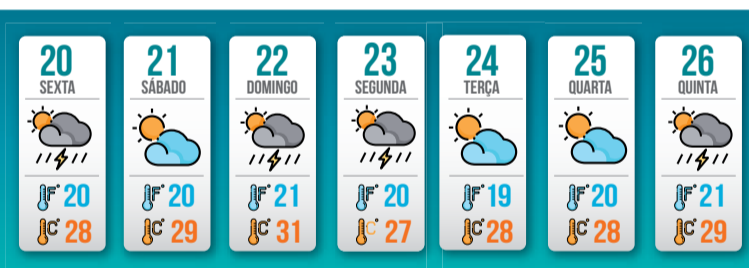 20
SEXTA
F° 20
C° 28
21
SÁBADO
F° 20
C° 29
22
DOMINGO
F° 21
C° 31
23
SEGUNDA
F° 20
C° 27
24
TERÇA
F° 19
C° 28
25
QUARTA
F° 20
C° 28
26
QUINTA
F° 21
C° 29